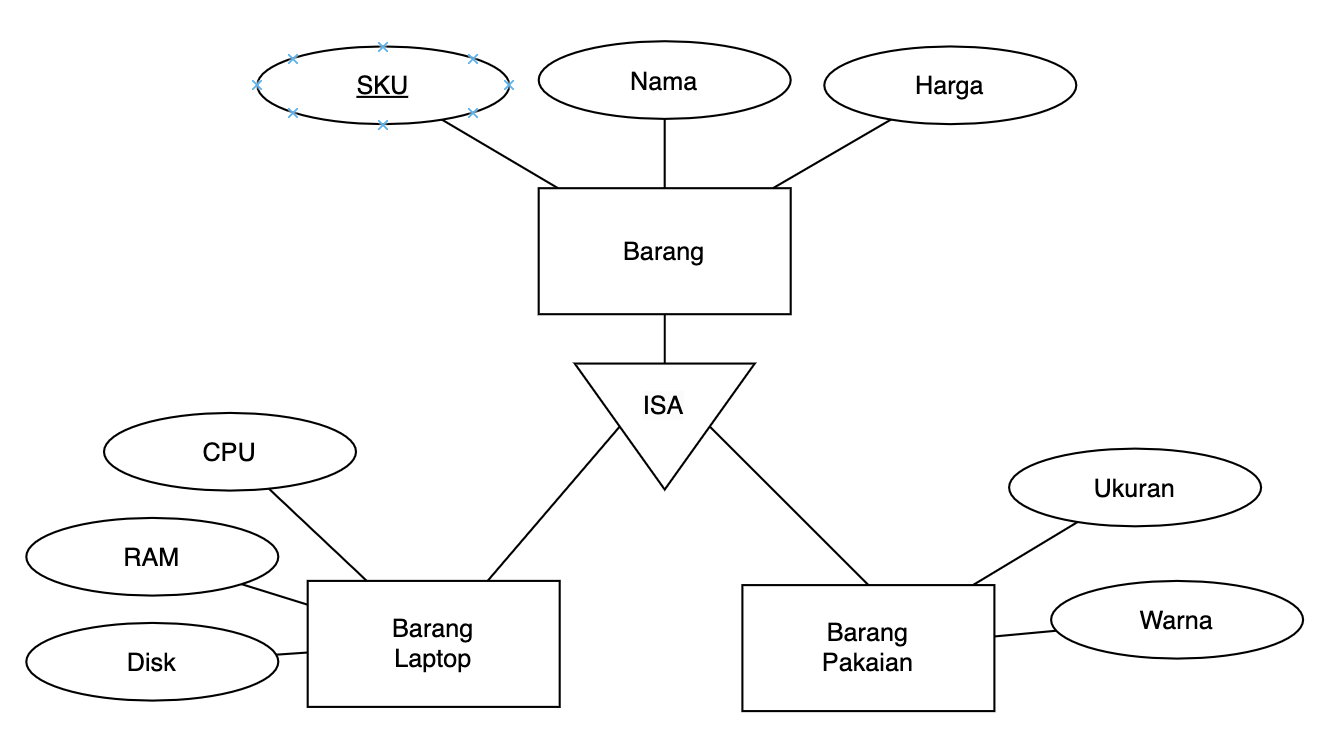 SKU
Nama
Harga
Barang
ISA
CPU
RAM
Disk
Barang
Laptop
Ukuran
Warna
Barang
Pakaian